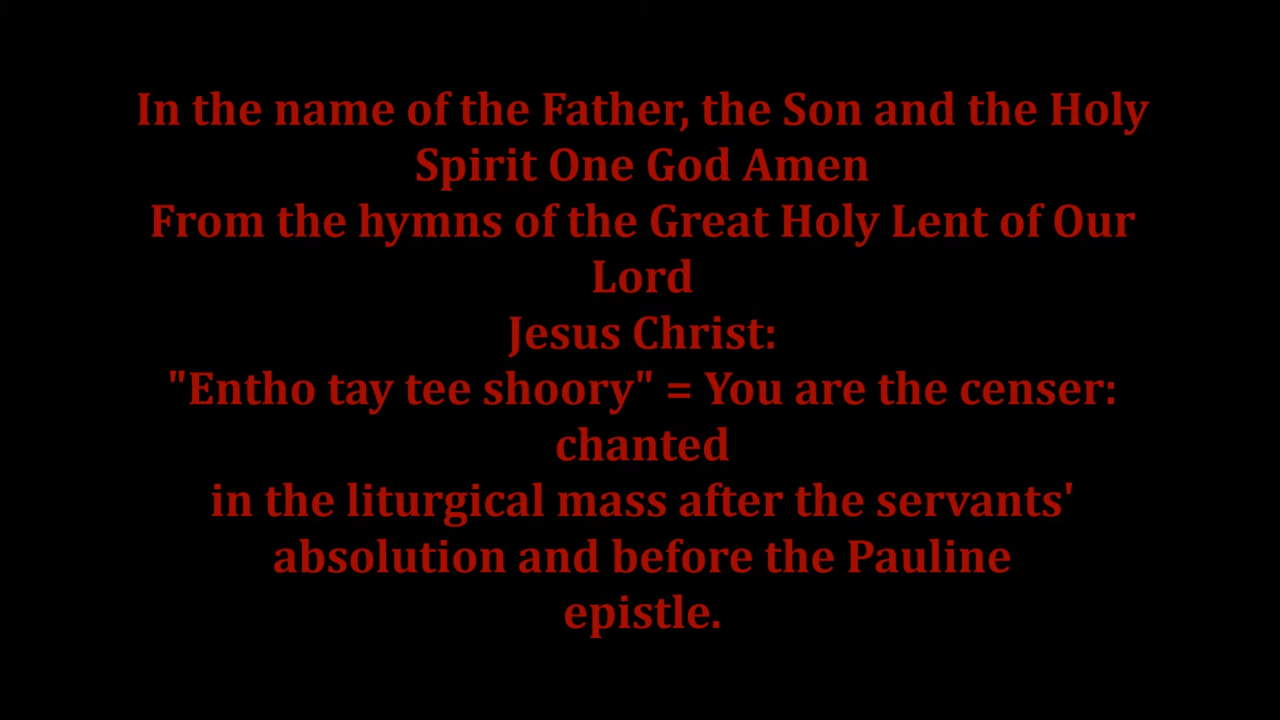 In the name of the Father, the Son and the Holy
Spirit One God Amen
From the hymns of the Great Holy Lent of Our
Lord
Jesus Christ:
"Entho tay tee shoory" = You are the censer:
chanted
in the liturgical mass after the servants'
absolution and before the Pauline
epistle.